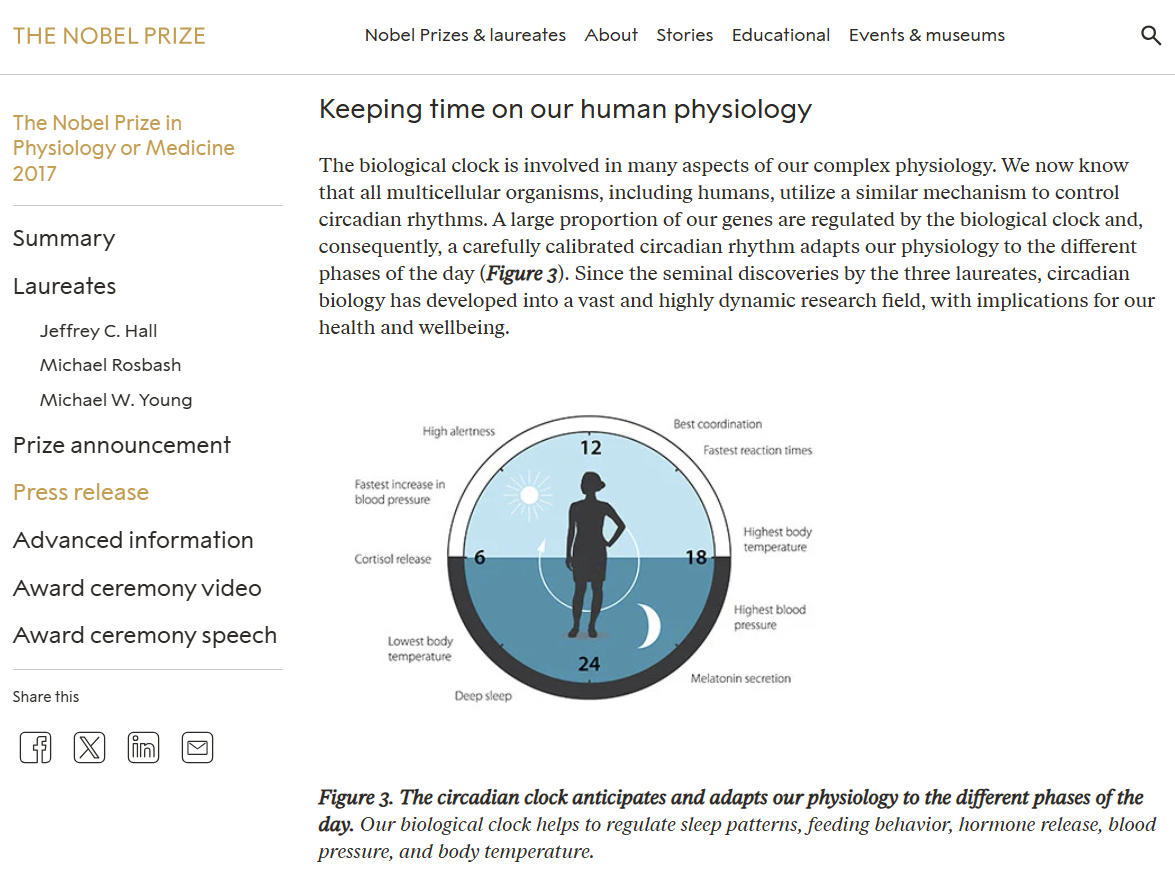 THE NOBEL PRIZE
Nobel Prizes & laureates About Stories Educational Events & museums
The Nobel Prize in
Physiology or Medicine
2017
Summary
Laureates
Jeffrey C. Hall
Michael Rosbash
Michael W. Young
Prize announcement
Press release
Advanced information
Award ceremony video
Award ceremony speech
Share this
Keeping time on our human physiology
The biological clock is involved in many aspects of our complex physiology. We now know
that all multicellular organisms, including humans, utilize a similar mechanism to control
circadian rhythms. A large proportion of our genes are regulated by the biological clock and,
consequently, a carefully calibrated circadian rhythm adapts our physiology to the different
phases of the day (Figure 3). Since the seminal discoveries by the three laureates, circadian
biology has developed into a vast and highly dynamic research field, with implications for our
health and wellbeing.
High alertness
Best coordination
12
Fastest reaction times
Fastest increase in
blood pressure
Highest body
temperature
Cortisol release
6
18
Highest blood
pressure
Lowest body
temperature
24
Melatonin secretion
Deep sleep
Figure 3. The circadian clock anticipates and adapts our physiology to the different phases of the
day. Our biological clock helps to regulate sleep patterns, feeding behavior, hormone release, blood
pressure, and body temperature.